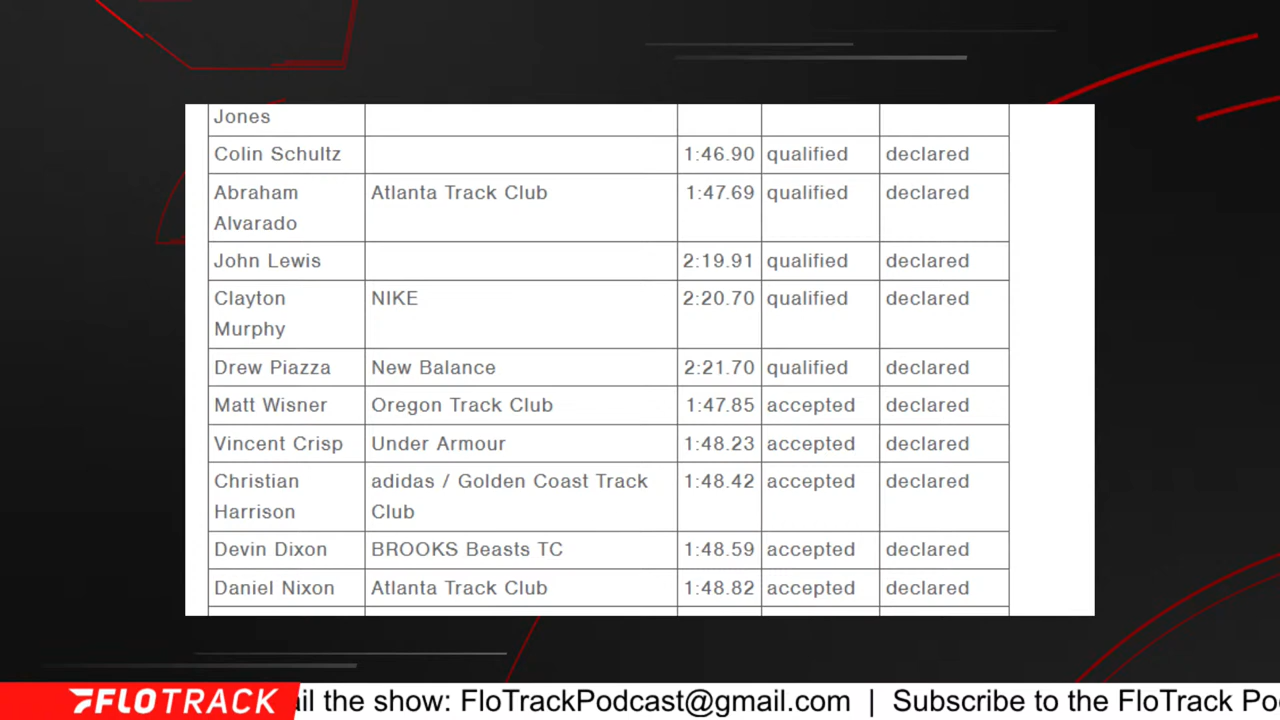 Jones
Colin Schultz 1:46.90 qualified declared
Abraham Atlanta Track Club 1:47.69 qualified declared
Alvarado
John Lewis 2:19.91 qualified declared
Clayton NIKE 2:20.70 qualified declared
Murphy
Drew Piazza New Balance 2:21.70 qualified declared
Matt Wisner Oregon Track Club 1:47.85 accepted declared
Vincent Crisp Under Armour 1:48.23 accepted declared
Christian adidas / Golden Coast Track 1:48.42 accepted declared
Harrison Club
Devin Dixon BROOKS Beasts TC 1:48.59 accepted declared
Daniel Nixon Atlanta Track Club 1:48.82 accepted declared
FLOTRACK ail the show: FloTrackPodcast@gmail.com | Subscribe to the FloTrack Po